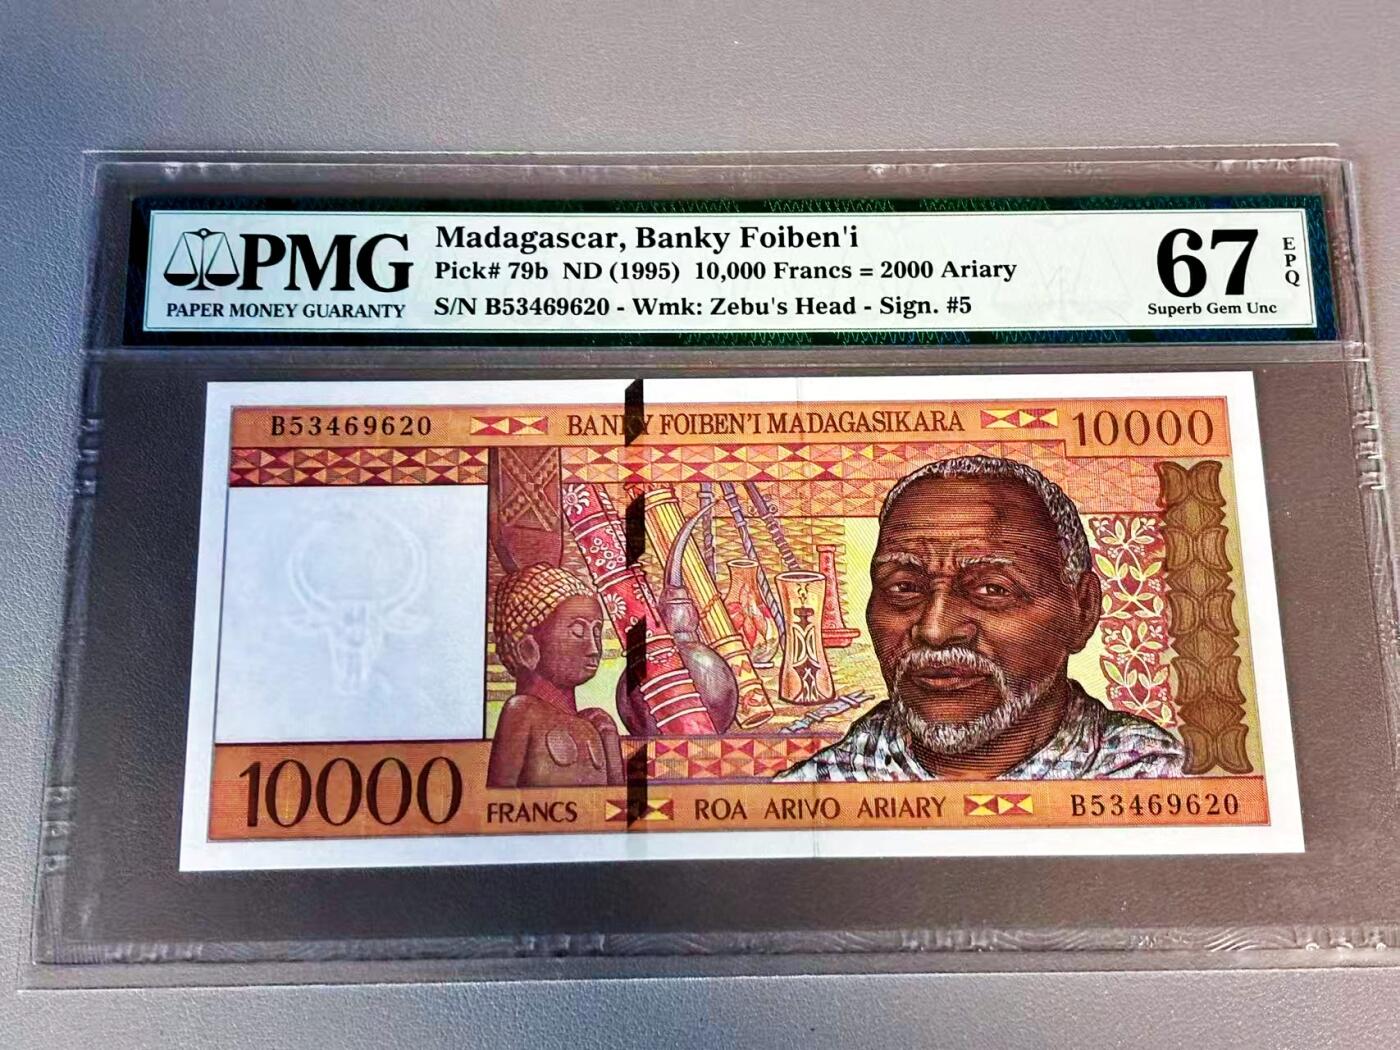 PMG
PAPER MONEY GUARANTY
Madagascar, Banky Foiben'i
Pick# 79b ND (1995) 10,000 Francs = 2000 Ariary
S/N B53469620 - Wmk: Zebu's Head - Sign. #5
67
EPQ
Superb Gem Unc
B53469620
BANKY FOIBEN'I MADAGASIKARA
10000
10000
FRANCS
ROA ARIVO ARIARY
B53469620